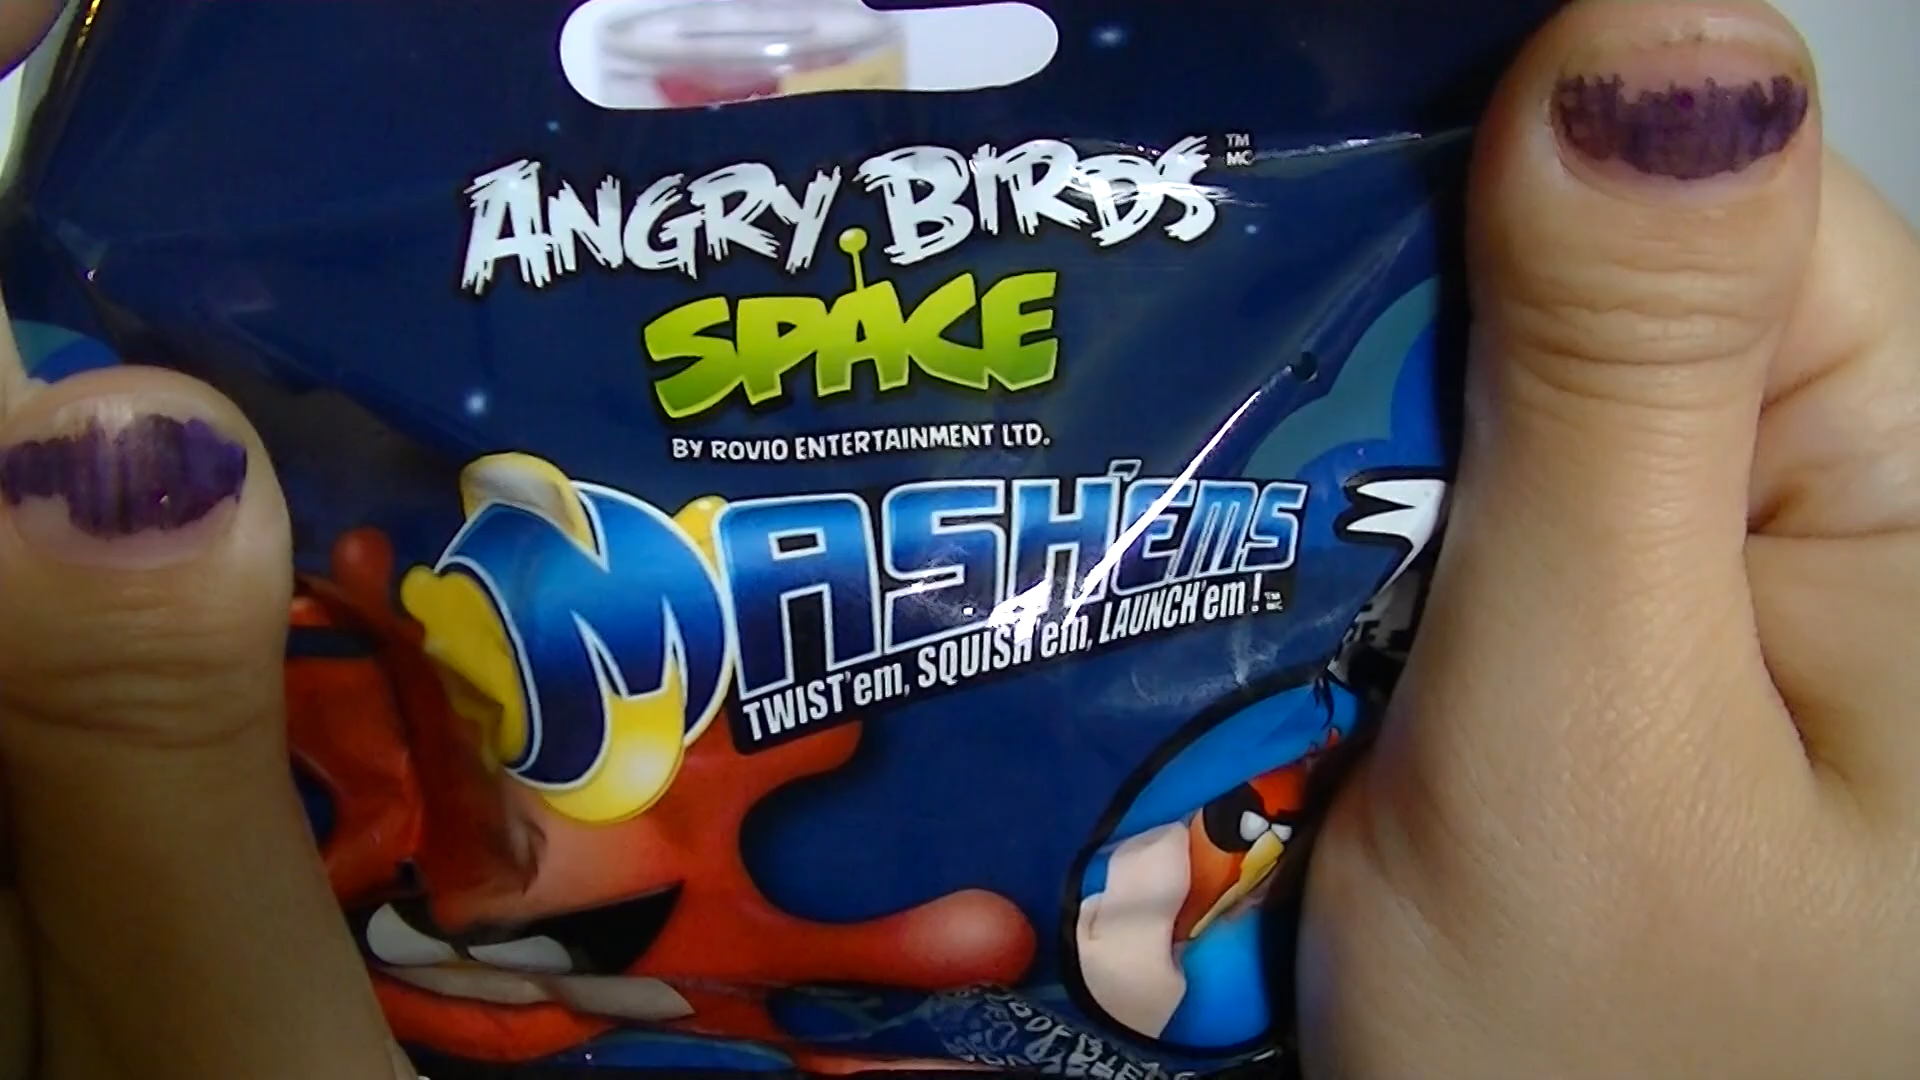 ANGRY BIRDS ™ MC
SPACE
BY ROVIO ENTERTAINMENT LTD.
MASH'EMS
TWIST'em, SQUISH'em, LAUNCH'em! ™ MC